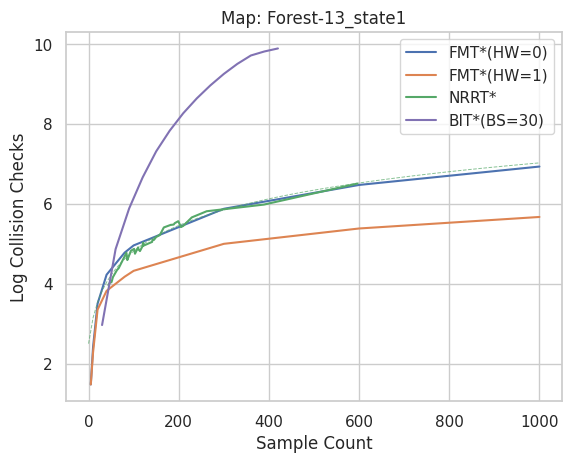 Map: Forest-13_state1
10
8
6
4
2
Log Collision Checks
FMT*(HW=0)
FMT*(HW=1)
NRRT*
BIT*(BS=30)
0 200 400 600 800 1000
Sample Count